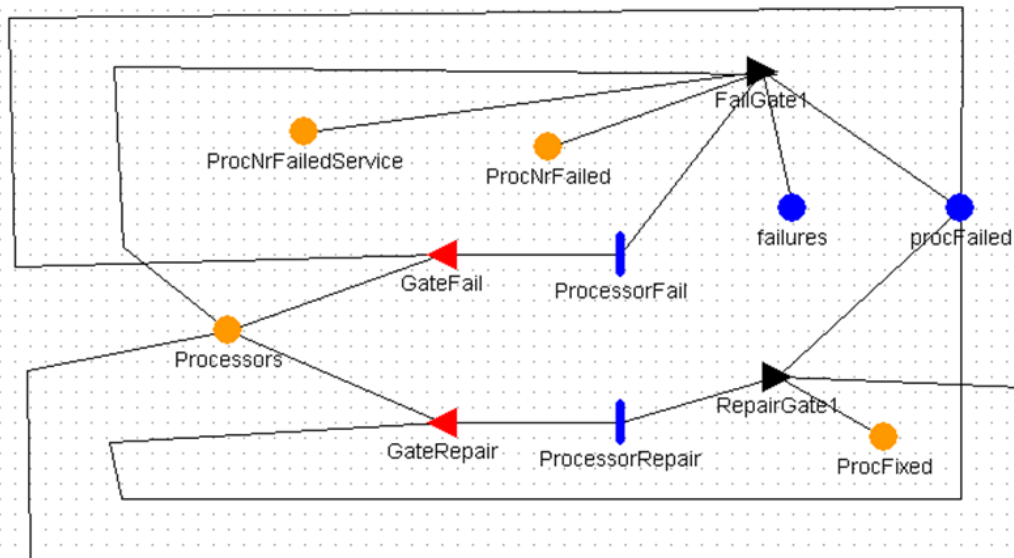 FailGate1
ProcNrFailedService
ProcNrFailed
failures
procFailed
GateFail
ProcessorFail
Processors
RepairGate1
GateRepair
ProcessorRepair
ProcFixed